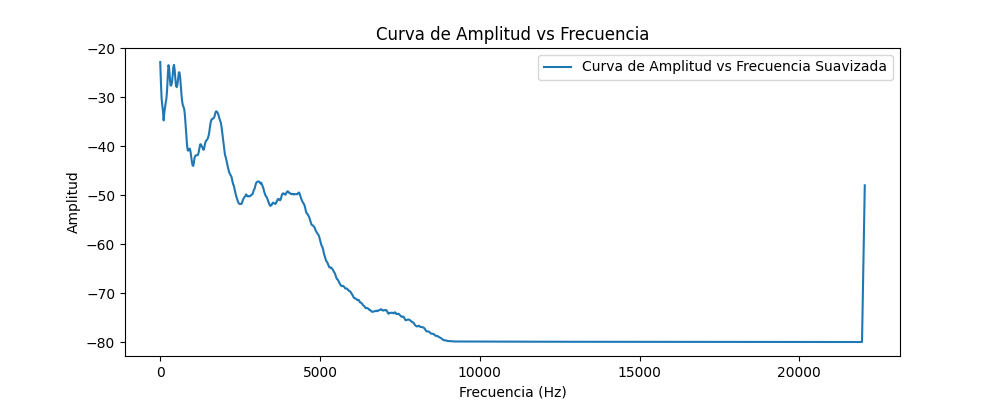 Curva de Amplitud vs Frecuencia
Curva de Amplitud vs Frecuencia Suavizada
−20
−30
−40
−50
−60
−70
−80
Amplitud
0 5000 10000 15000 20000
Frecuencia (Hz)